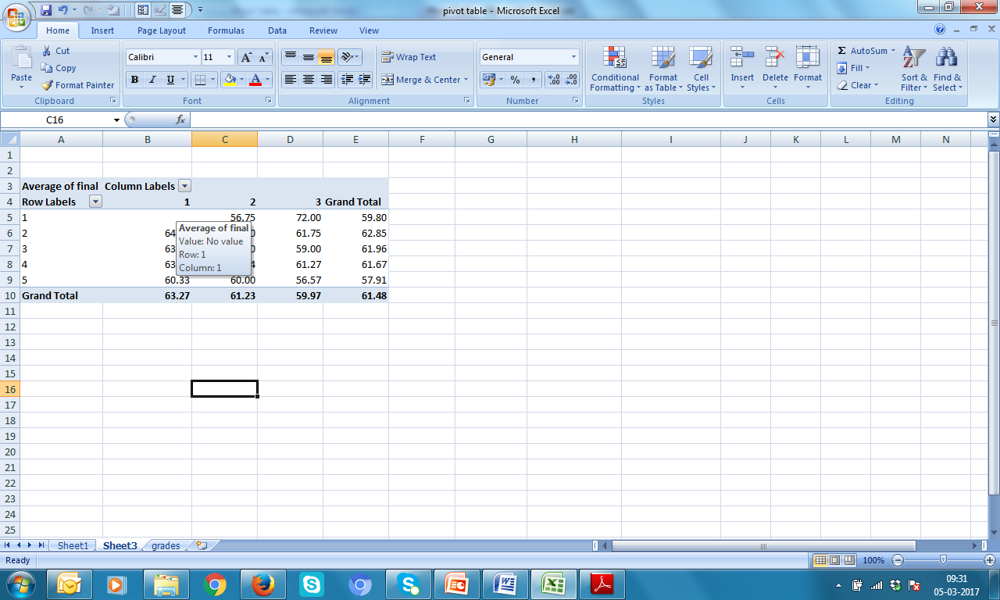 pivot table - Microsoft Excel
Home Insert Page Layout Formulas Data Review View
Paste Cut Copy Format Painter
Calibri 11 B I U
Wrap Text Merge & Center
General % ,
Conditional Formatting Format as Table Cell Styles
Insert Delete Format
Σ AutoSum Fill Clear Sort & Filter Find & Select
Clipboard Font Alignment Number Styles Cells Editing
C16 fx
A B C D E F G H I J K L M N
1
2
3 Average of final Column Labels
4 Row Labels 1 2 3 Grand Total
5 1 56.75 72.00 59.80
6 2 64 0 61.75 62.85
7 3 63 0 59.00 61.96
8 4 63 4 61.27 61.67
9 5 60.33 60.00 56.57 57.91
10 Grand Total 63.27 61.23 59.97 61.48
Average of final
Value: No value
Row: 1
Column: 1
11
12
13
14
15
16
17
18
19
20
21
22
23
24
25
Sheet1 Sheet3 grades
Ready 100%
09:31
05-03-2017